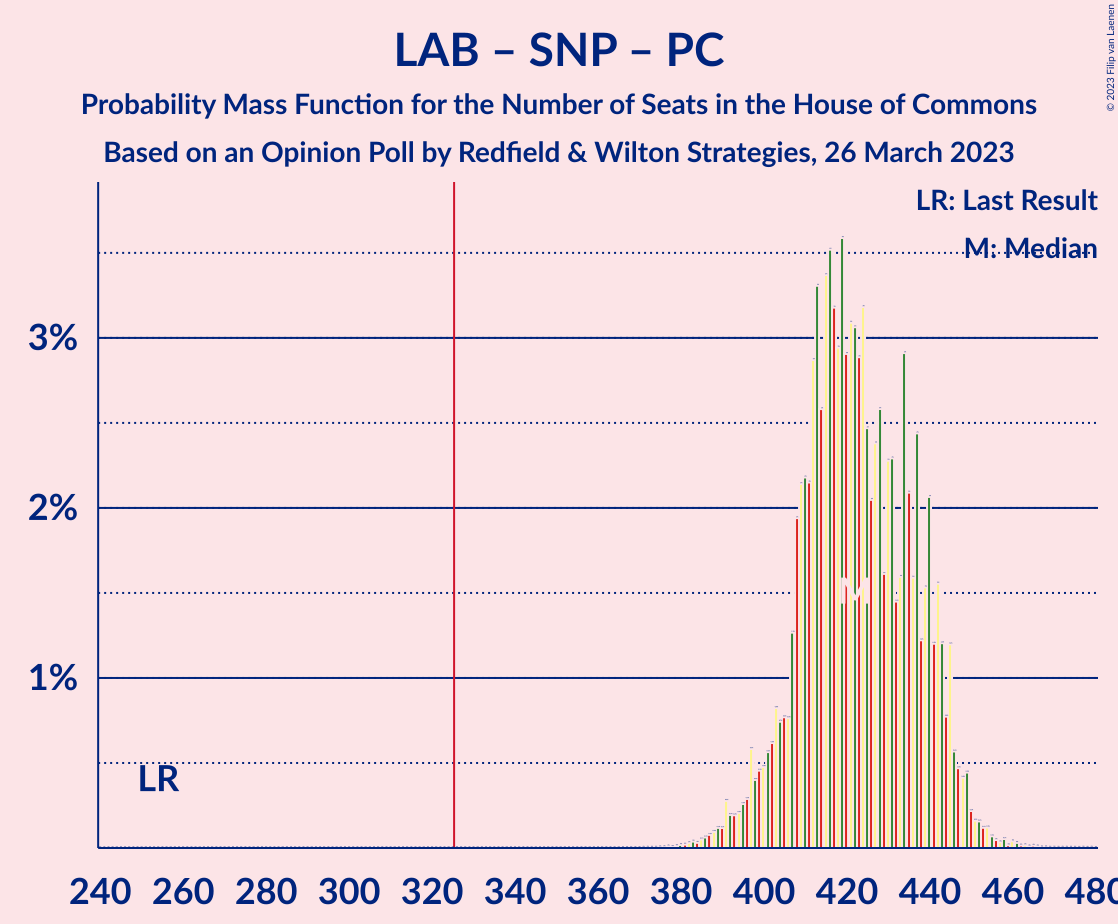 LAB – SNP – PC
Probability Mass Function for the Number of Seats in the House of Commons
Based on an Opinion Poll by Redfield & Wilton Strategies, 26 March 2023
© 2023 Filip van Laenen
LR: Last Result
M: Median
3%
2%
1%
M
LR
240 260 280 300 320 340 360 380 400 420 440 460 480